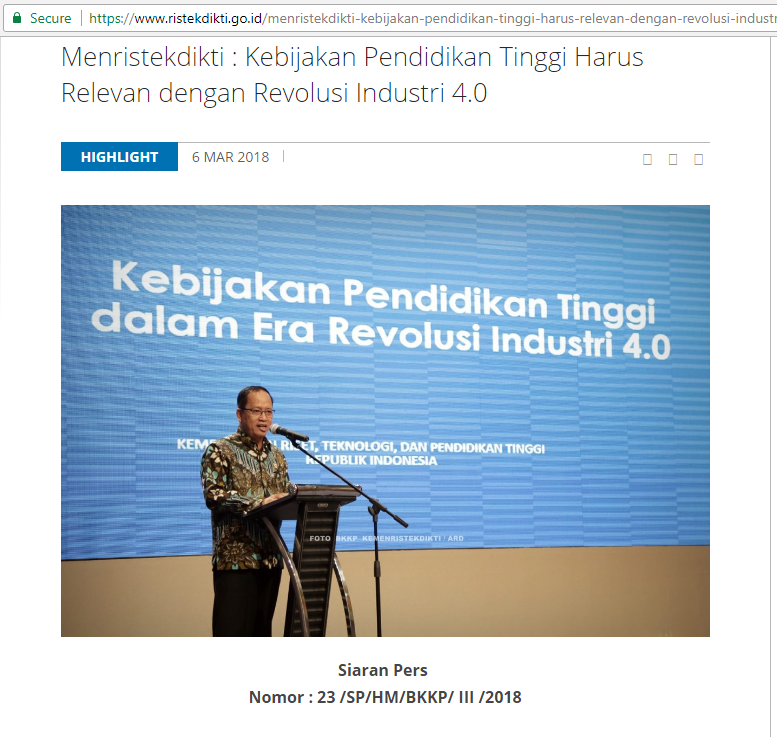 Secure
https://www.ristekdikti.go.id/menristekdikti-kebijakan-pendidikan-tinggi-harus-relevan-dengan-revolusi-industr
Menristekdikti : Kebijakan Pendidikan Tinggi Harus
Relevan dengan Revolusi Industri 4.0
HIGHLIGHT
6 MAR 2018
Kebijakan Pendidikan Tinggi
dalam Era Revolusi Industri 4.0
TEKNOLOGI, DAN PENDIDIKAN TINGGI
REPUBLIK INDONESIA
FOTO BKKP KEMENRISTEKDIKTI / ARD
Siaran Pers
Nomor : 23 /SP/HM/BKKP/ III /2018